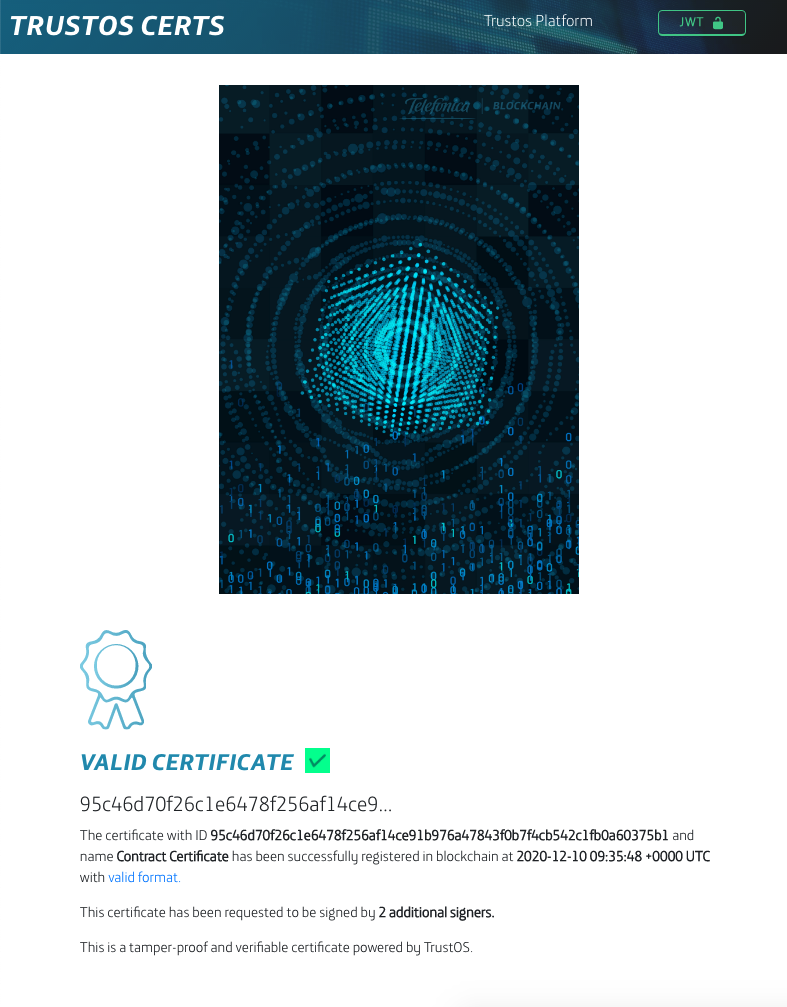 TRUSTOS CERTS
Trustos Platform
JWT
Telefónica
BLOCKCHAIN
VALID CERTIFICATE
95c46d70f26c1e6478f256af14ce9...
The certificate with ID 95c46d70f26c1e6478f256af14ce91b976a47843f0b7f4cb542c1fb0a60375b1 and
name Contract Certificate has been successfully registered in blockchain at 2020-12-10 09:35:48 +0000 UTC
with valid format.
This certificate has been requested to be signed by 2 additional signers.
This is a tamper-proof and verifiable certificate powered by TrustOS.